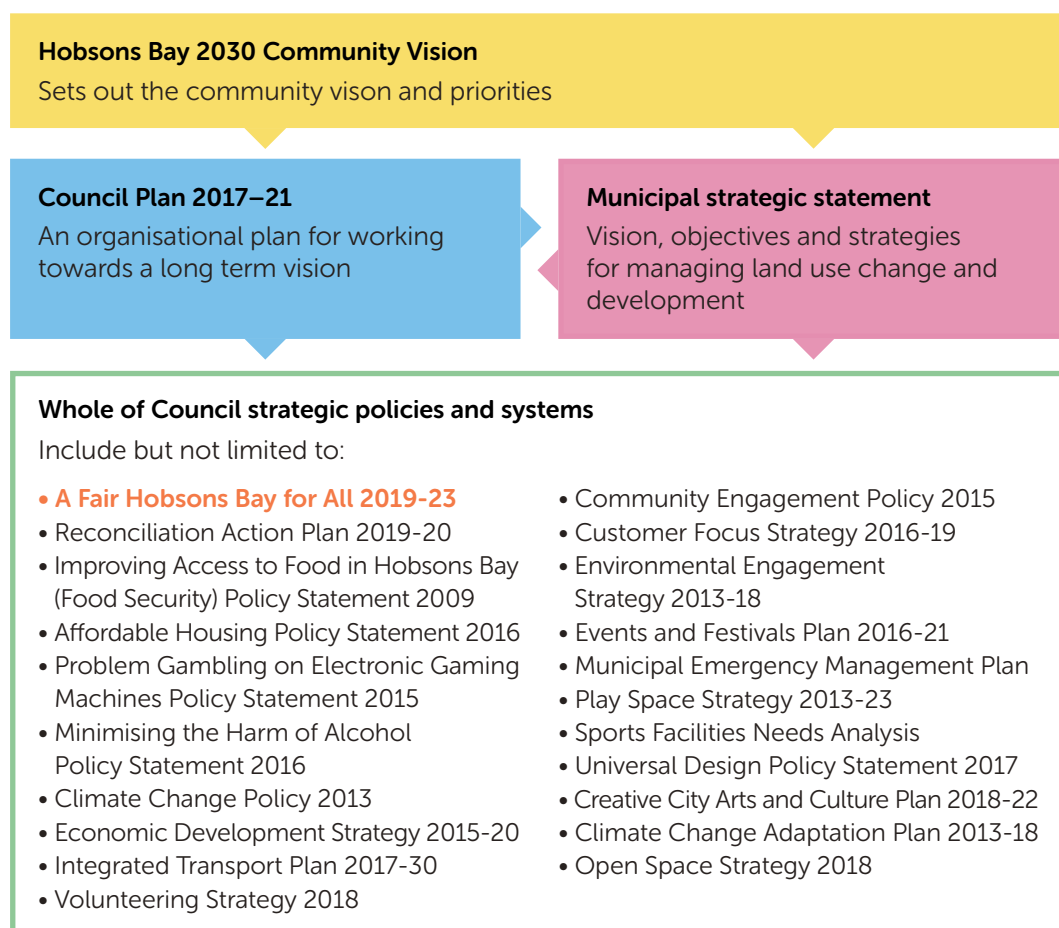 Hobsons Bay 2030 Community Vision
Sets out the community vison and priorities
Council Plan 2017–21
An organisational plan for working
towards a long term vision
Municipal strategic statement
Vision, objectives and strategies
for managing land use change and
development
Whole of Council strategic policies and systems
Include but not limited to:
• A Fair Hobsons Bay for All 2019-23
• Reconciliation Action Plan 2019-20
• Improving Access to Food in Hobsons Bay
(Food Security) Policy Statement 2009
• Affordable Housing Policy Statement 2016
• Problem Gambling on Electronic Gaming
Machines Policy Statement 2015
• Minimising the Harm of Alcohol
Policy Statement 2016
• Climate Change Policy 2013
• Economic Development Strategy 2015-20
• Integrated Transport Plan 2017-30
• Volunteering Strategy 2018
• Community Engagement Policy 2015
• Customer Focus Strategy 2016-19
• Environmental Engagement
Strategy 2013-18
• Events and Festivals Plan 2016-21
• Municipal Emergency Management Plan
• Play Space Strategy 2013-23
• Sports Facilities Needs Analysis
• Universal Design Policy Statement 2017
• Creative City Arts and Culture Plan 2018-22
• Climate Change Adaptation Plan 2013-18
• Open Space Strategy 2018